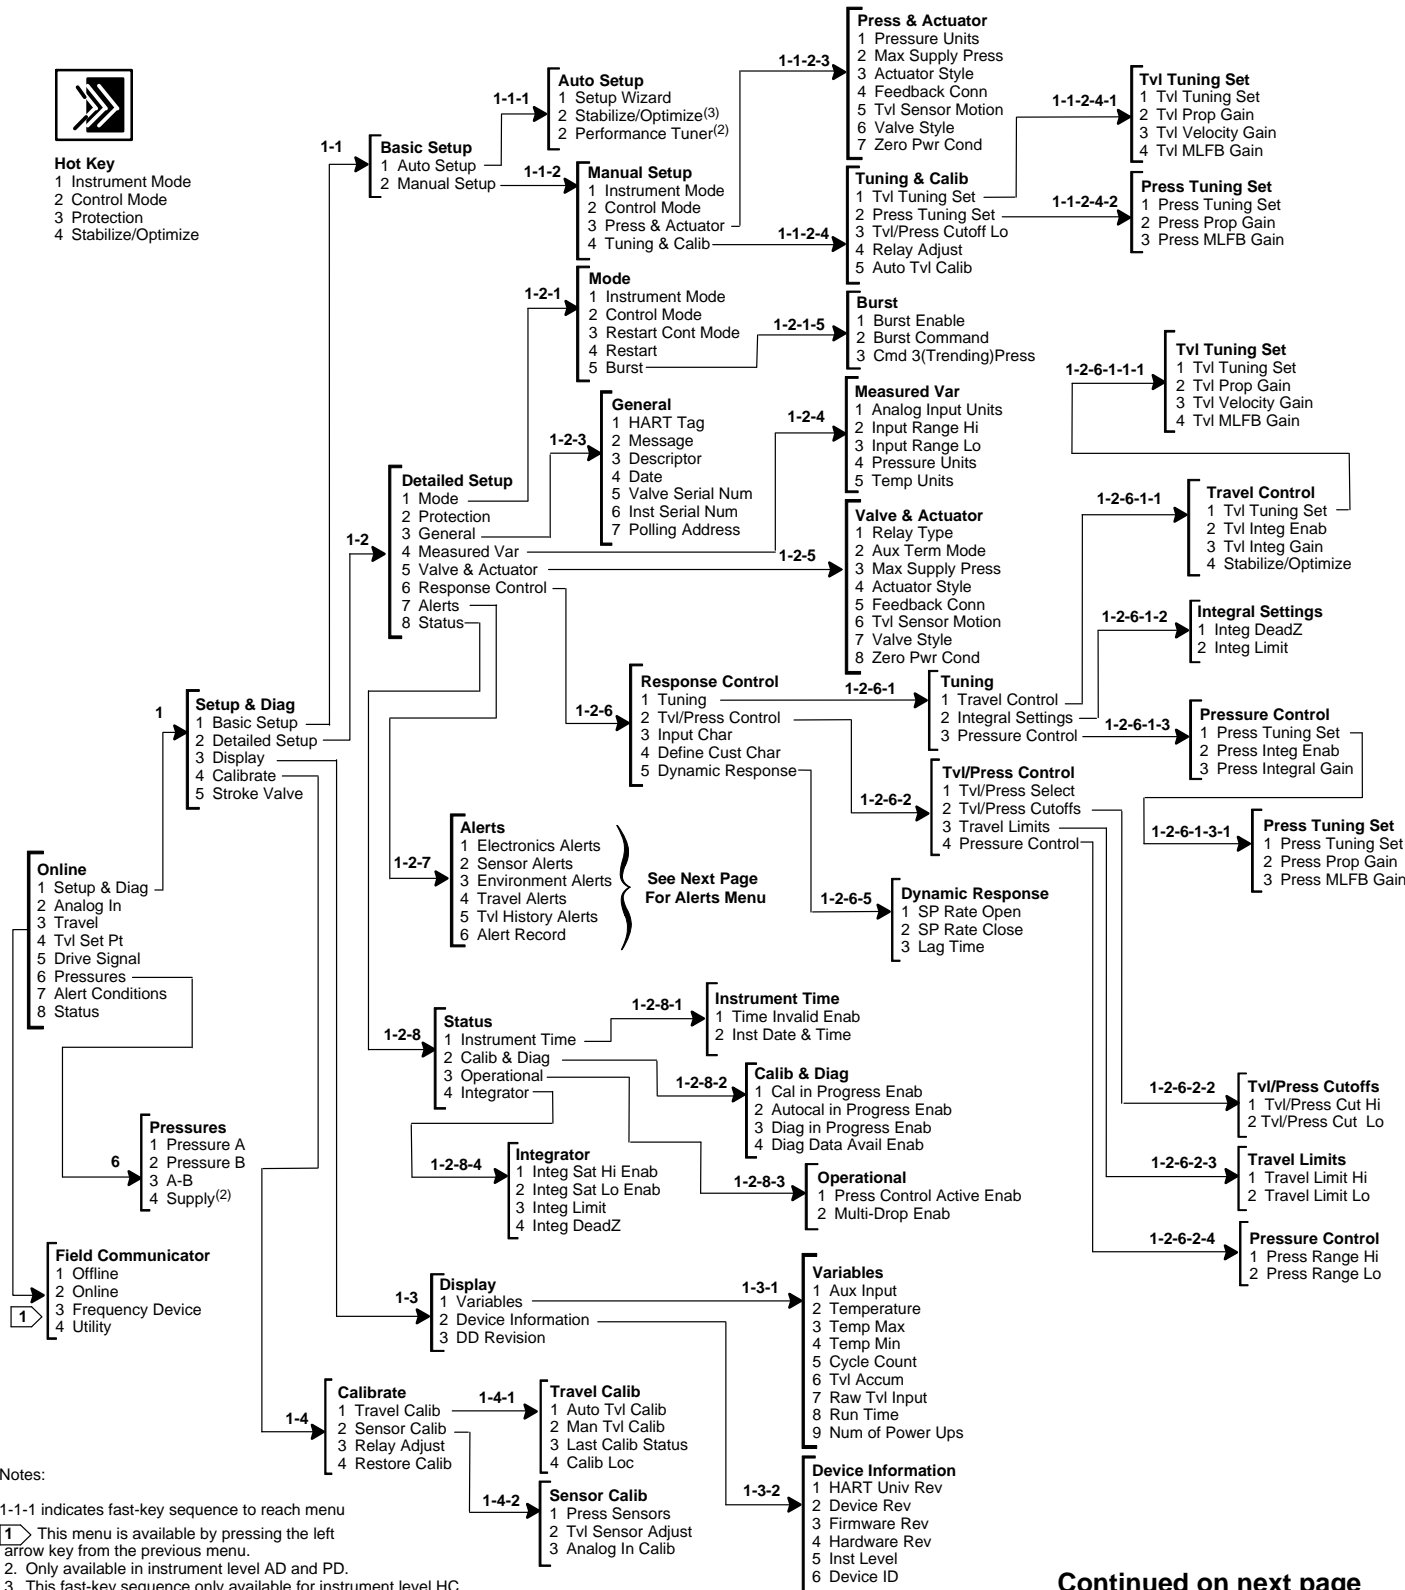 Hot Key
1 Instrument Mode
2 Control Mode
3 Protection
4 Stabilize/Optimize
1-1
Basic Setup
1 Auto Setup
2 Manual Setup
1-1-1
Auto Setup
1 Setup Wizard
2 Stabilize/Optimize(3)
2 Performance Tuner(2)
1-1-2
Manual Setup
1 Instrument Mode
2 Control Mode
3 Press & Actuator
4 Tuning & Calib
1-1-2-3
Press & Actuator
1 Pressure Units
2 Max Supply Press
3 Actuator Style
4 Feedback Conn
5 Tvl Sensor Motion
6 Valve Style
7 Zero Pwr Cond
1-1-2-4
Tuning & Calib
1 Tvl Tuning Set
2 Press Tuning Set
3 Tvl/Press Cutoff Lo
4 Relay Adjust
5 Auto Tvl Calib
1-1-2-4-1
Tvl Tuning Set
1 Tvl Tuning Set
2 Tvl Prop Gain
3 Tvl Velocity Gain
4 Tvl MLFB Gain
1-1-2-4-2
Press Tuning Set
1 Press Tuning Set
2 Press Prop Gain
3 Press MLFB Gain
1-2-1
Mode
1 Instrument Mode
2 Control Mode
3 Restart Cont Mode
4 Restart
5 Burst
1-2-1-5
Burst
1 Burst Enable
2 Burst Command
3 Cmd 3(Trending)Press
1-2-3
General
1 HART Tag
2 Message
3 Descriptor
4 Date
5 Valve Serial Num
6 Inst Serial Num
7 Polling Address
1-2-4
Measured Var
1 Analog Input Units
2 Input Range Hi
3 Input Range Lo
4 Pressure Units
5 Temp Units
1-2-6-1-1-1
Tvl Tuning Set
1 Tvl Tuning Set
2 Tvl Prop Gain
3 Tvl Velocity Gain
4 Tvl MLFB Gain
1-2
Detailed Setup
1 Mode
2 Protection
3 General
4 Measured Var
5 Valve & Actuator
6 Response Control
7 Alerts
8 Status
1-2-5
Valve & Actuator
1 Relay Type
2 Aux Term Mode
3 Max Supply Press
4 Actuator Style
5 Feedback Conn
6 Tvl Sensor Motion
7 Valve Style
8 Zero Pwr Cond
1-2-6-1-1
Travel Control
1 Tvl Tuning Set
2 Tvl Integ Enab
3 Tvl Integ Gain
4 Stabilize/Optimize
1-2-6-1-2
Integral Settings
1 Integ DeadZ
2 Integ Limit
1
Setup & Diag
1 Basic Setup
2 Detailed Setup
3 Display
4 Calibrate
5 Stroke Valve
1-2-6
Response Control
1 Tuning
2 Tvl/Press Control
3 Input Char
4 Define Cust Char
5 Dynamic Response
1-2-6-1
Tuning
1 Travel Control
2 Integral Settings
3 Pressure Control
1-2-6-1-3
Pressure Control
1 Press Tuning Set
2 Press Integ Enab
3 Press Integral Gain
1-2-6-2
Tvl/Press Control
1 Tvl/Press Select
2 Tvl/Press Cutoffs
3 Travel Limits
4 Pressure Control
1-2-6-1-3-1
Press Tuning Set
1 Press Tuning Set
2 Press Prop Gain
3 Press MLFB Gain
Online
1 Setup & Diag
2 Analog In
3 Travel
4 Tvl Set Pt
5 Drive Signal
6 Pressures
7 Alert Conditions
8 Status
1-2-7
Alerts
1 Electronics Alerts
2 Sensor Alerts
3 Environment Alerts
4 Travel Alerts
5 Tvl History Alerts
6 Alert Record
See Next Page
For Alerts Menu
1-2-6-5
Dynamic Response
1 SP Rate Open
2 SP Rate Close
3 Lag Time
1-2-8
Status
1 Instrument Time
2 Calib & Diag
3 Operational
4 Integrator
1-2-8-1
Instrument Time
1 Time Invalid Enab
2 Inst Date & Time
1-2-8-2
Calib & Diag
1 Cal in Progress Enab
2 Autocal in Progress Enab
3 Diag in Progress Enab
4 Diag Data Avail Enab
1-2-6-2-2
Tvl/Press Cutoffs
1 Tvl/Press Cut Hi
2 Tvl/Press Cut Lo
6
Pressures
1 Pressure A
2 Pressure B
3 A-B
4 Supply(2)
1-2-8-4
Integrator
1 Integ Sat Hi Enab
2 Integ Sat Lo Enab
3 Integ Limit
4 Integ DeadZ
1-2-8-3
Operational
1 Press Control Active Enab
2 Multi-Drop Enab
1-2-6-2-3
Travel Limits
1 Travel Limit Hi
2 Travel Limit Lo
1-2-6-2-4
Pressure Control
1 Press Range Hi
2 Press Range Lo
1
Field Communicator
1 Offline
2 Online
3 Frequency Device
4 Utility
1-3
Display
1 Variables
2 Device Information
3 DD Revision
1-3-1
Variables
1 Aux Input
2 Temperature
3 Temp Max
4 Temp Min
5 Cycle Count
6 Tvl Accum
7 Raw Tvl Input
8 Run Time
9 Num of Power Ups
1-4
Calibrate
1 Travel Calib
2 Sensor Calib
3 Relay Adjust
4 Restore Calib
1-4-1
Travel Calib
1 Auto Tvl Calib
2 Man Tvl Calib
3 Last Calib Status
4 Calib Loc
1-4-2
Sensor Calib
1 Press Sensors
2 Tvl Sensor Adjust
3 Analog In Calib
1-3-2
Device Information
1 HART Univ Rev
2 Device Rev
3 Firmware Rev
4 Hardware Rev
5 Inst Level
6 Device ID
Notes:
1-1-1 indicates fast-key sequence to reach menu
1 This menu is available by pressing the left
arrow key from the previous menu.
2. Only available in instrument level AD and PD.
3 This fast-key sequence only available for instrument level HC
Continued on next page